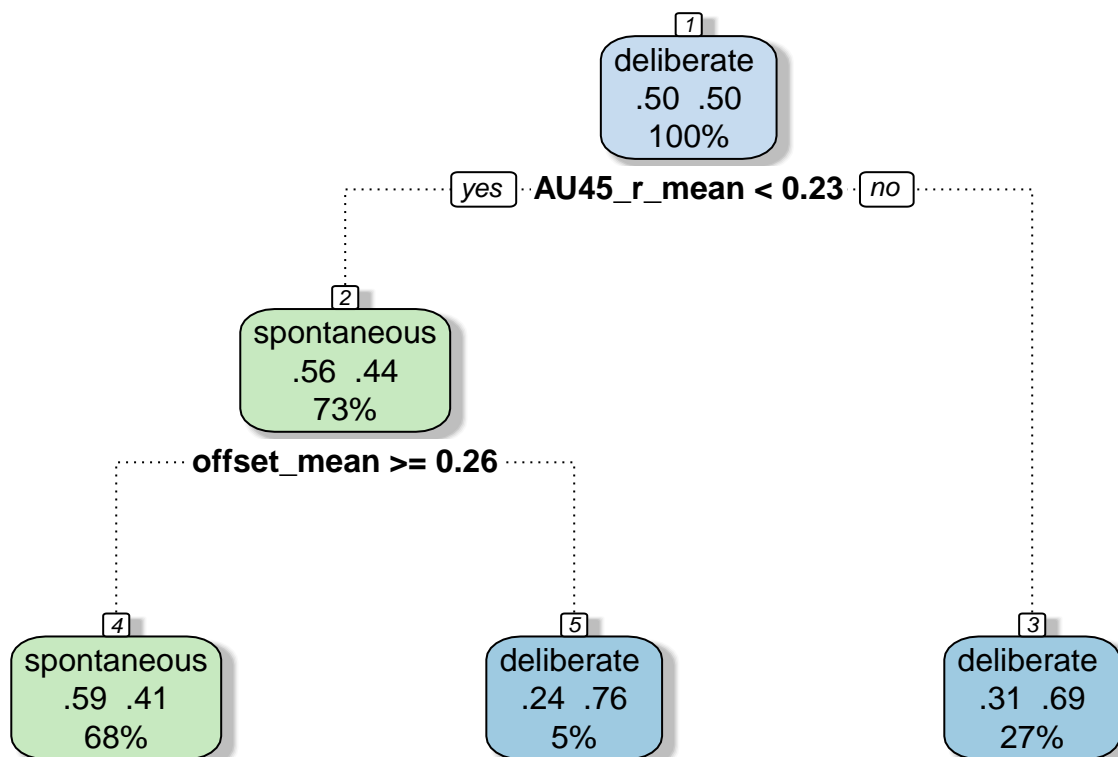 1
deliberate
.50 .50
100%
yes AU45_r_mean < 0.23 no
2
spontaneous
.56 .44
73%
offset_mean >= 0.26
4
spontaneous
.59 .41
68%
5
deliberate
.24 .76
5%
3
deliberate
.31 .69
27%